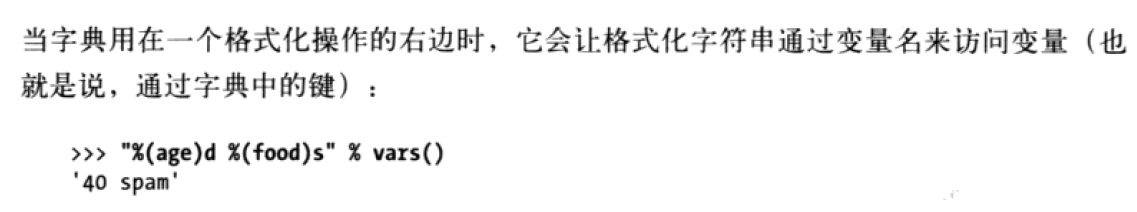 当字典用在一个格式化操作的右边时，它会让格式化字符串通过变量名来访问变量（也
就是说，通过字典中的键）：
>>> "%(age)d %(food)s" % vars()
'40 spam'